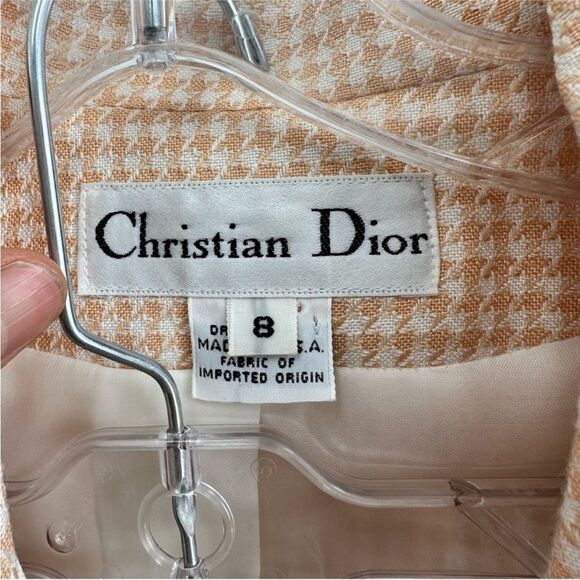 Christian Dior
8
FABRIC OF
IMPORTED ORIGIN